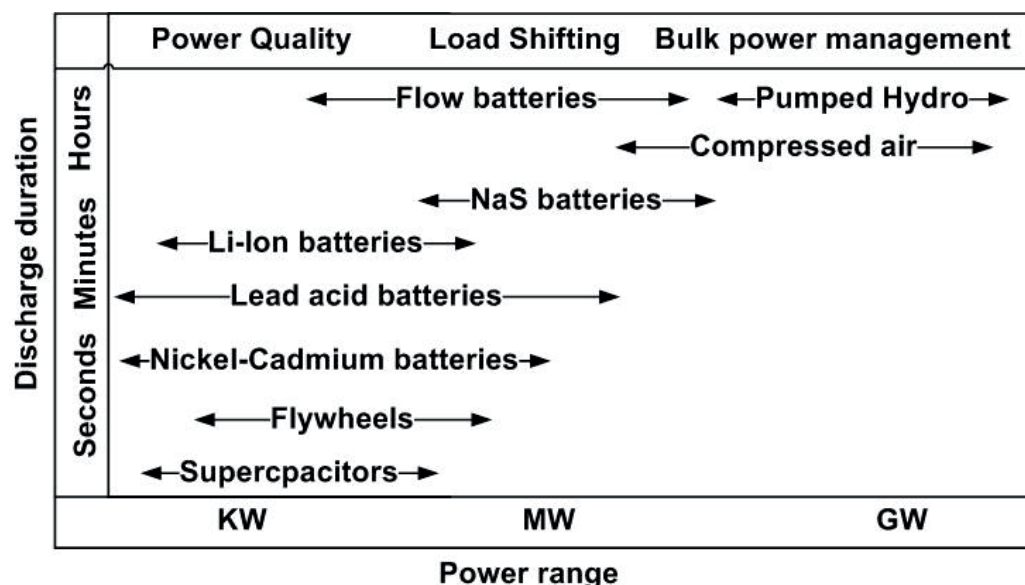 Power Quality Load Shifting Bulk power management
Discharge duration
Hours
Minutes
Seconds
Flow batteries Pumped Hydro
Compressed air
NaS batteries
Li-Ion batteries
Lead acid batteries
Nickel-Cadmium batteries
Flywheels
Supercpacitors
KW MW GW
Power range